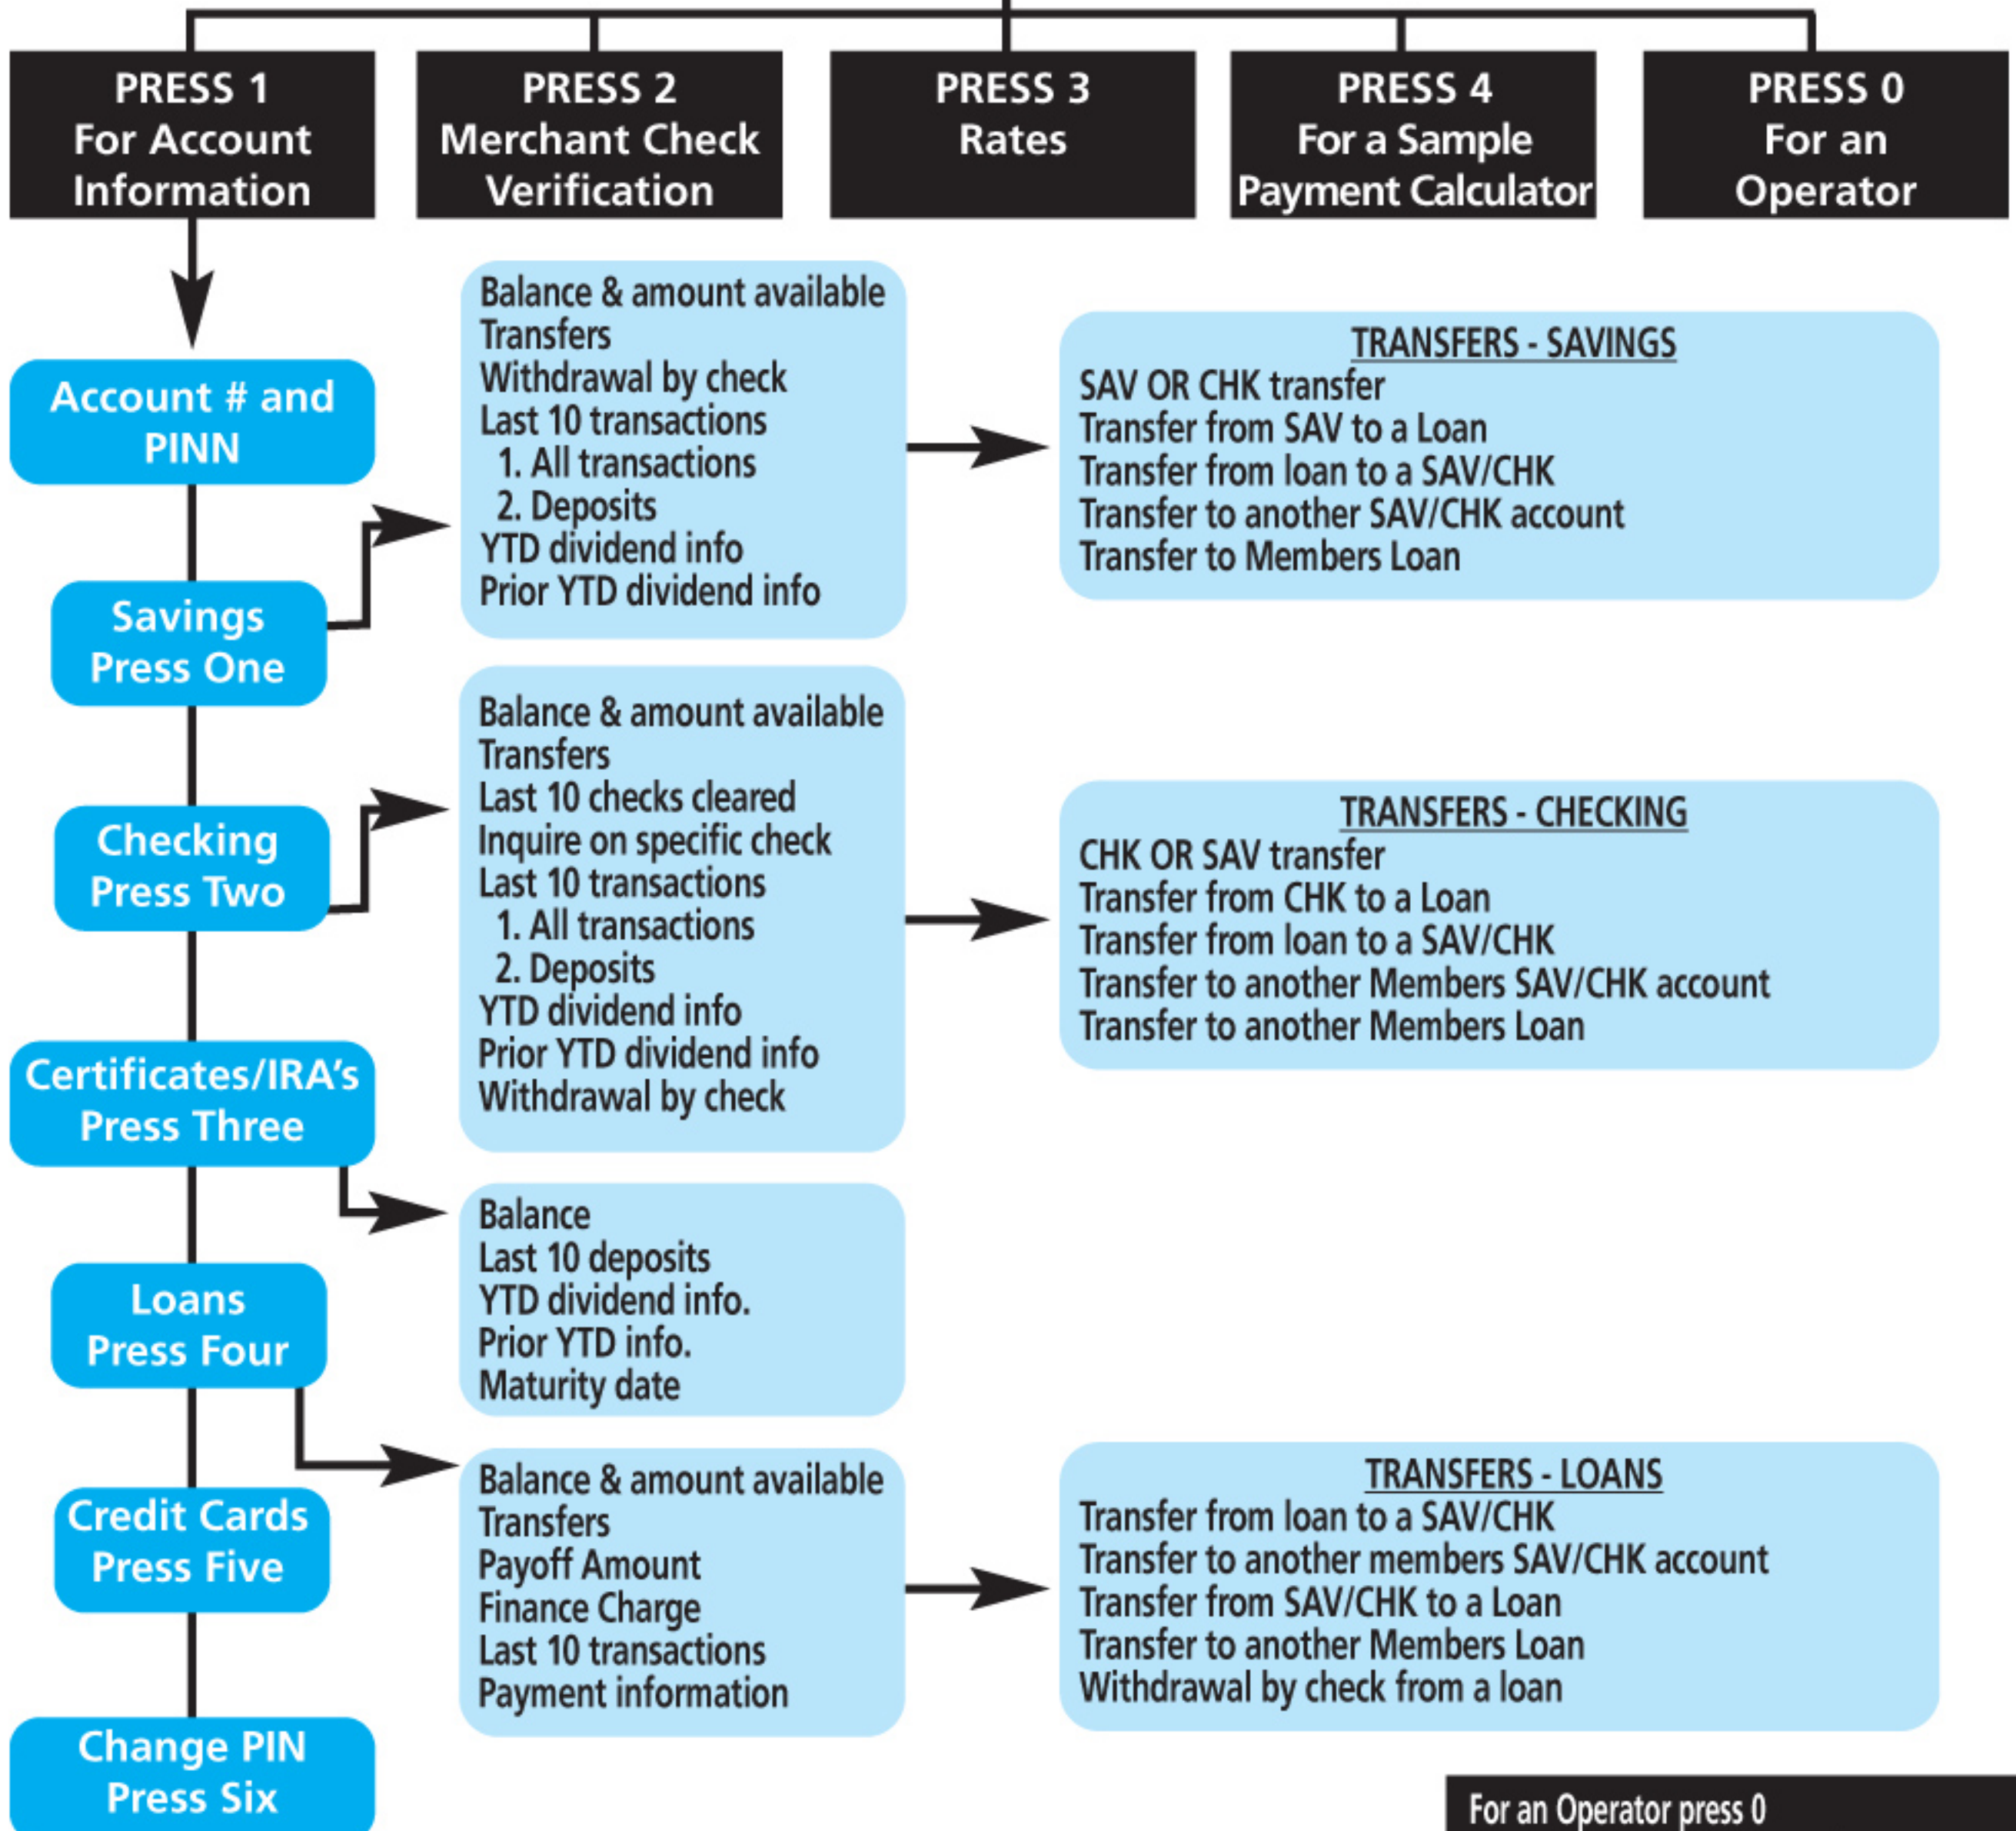 PRESS 1
For Account
Information
PRESS 2
Merchant Check
Verification
PRESS 3
Rates
PRESS 4
For a Sample
Payment Calculator
PRESS 0
For an
Operator
Account # and
PINN
Savings
Press One
Balance & amount available
Transfers
Withdrawal by check
Last 10 transactions
1. All transactions
2. Deposits
YTD dividend info
Prior YTD dividend info
TRANSFERS - SAVINGS
SAV OR CHK transfer
Transfer from SAV to a Loan
Transfer from loan to a SAV/CHK
Transfer to another SAV/CHK account
Transfer to Members Loan
Checking
Press Two
Balance & amount available
Transfers
Last 10 checks cleared
Inquire on specific check
Last 10 transactions
1. All transactions
2. Deposits
YTD dividend info
Prior YTD dividend info
Withdrawal by check
TRANSFERS - CHECKING
CHK OR SAV transfer
Transfer from CHK to a Loan
Transfer from loan to a SAV/CHK
Transfer to another Members SAV/CHK account
Transfer to another Members Loan
Certificates/IRA's
Press Three
Balance
Last 10 deposits
YTD dividend info.
Prior YTD info.
Maturity date
Loans
Press Four
Balance & amount available
Transfers
Payoff Amount
Finance Charge
Last 10 transactions
Payment information
TRANSFERS - LOANS
Transfer from loan to a SAV/CHK
Transfer to another members SAV/CHK account
Transfer from SAV/CHK to a Loan
Transfer to another Members Loan
Withdrawal by check from a loan
Credit Cards
Press Five
Change PIN
Press Six
For an Operator press 0